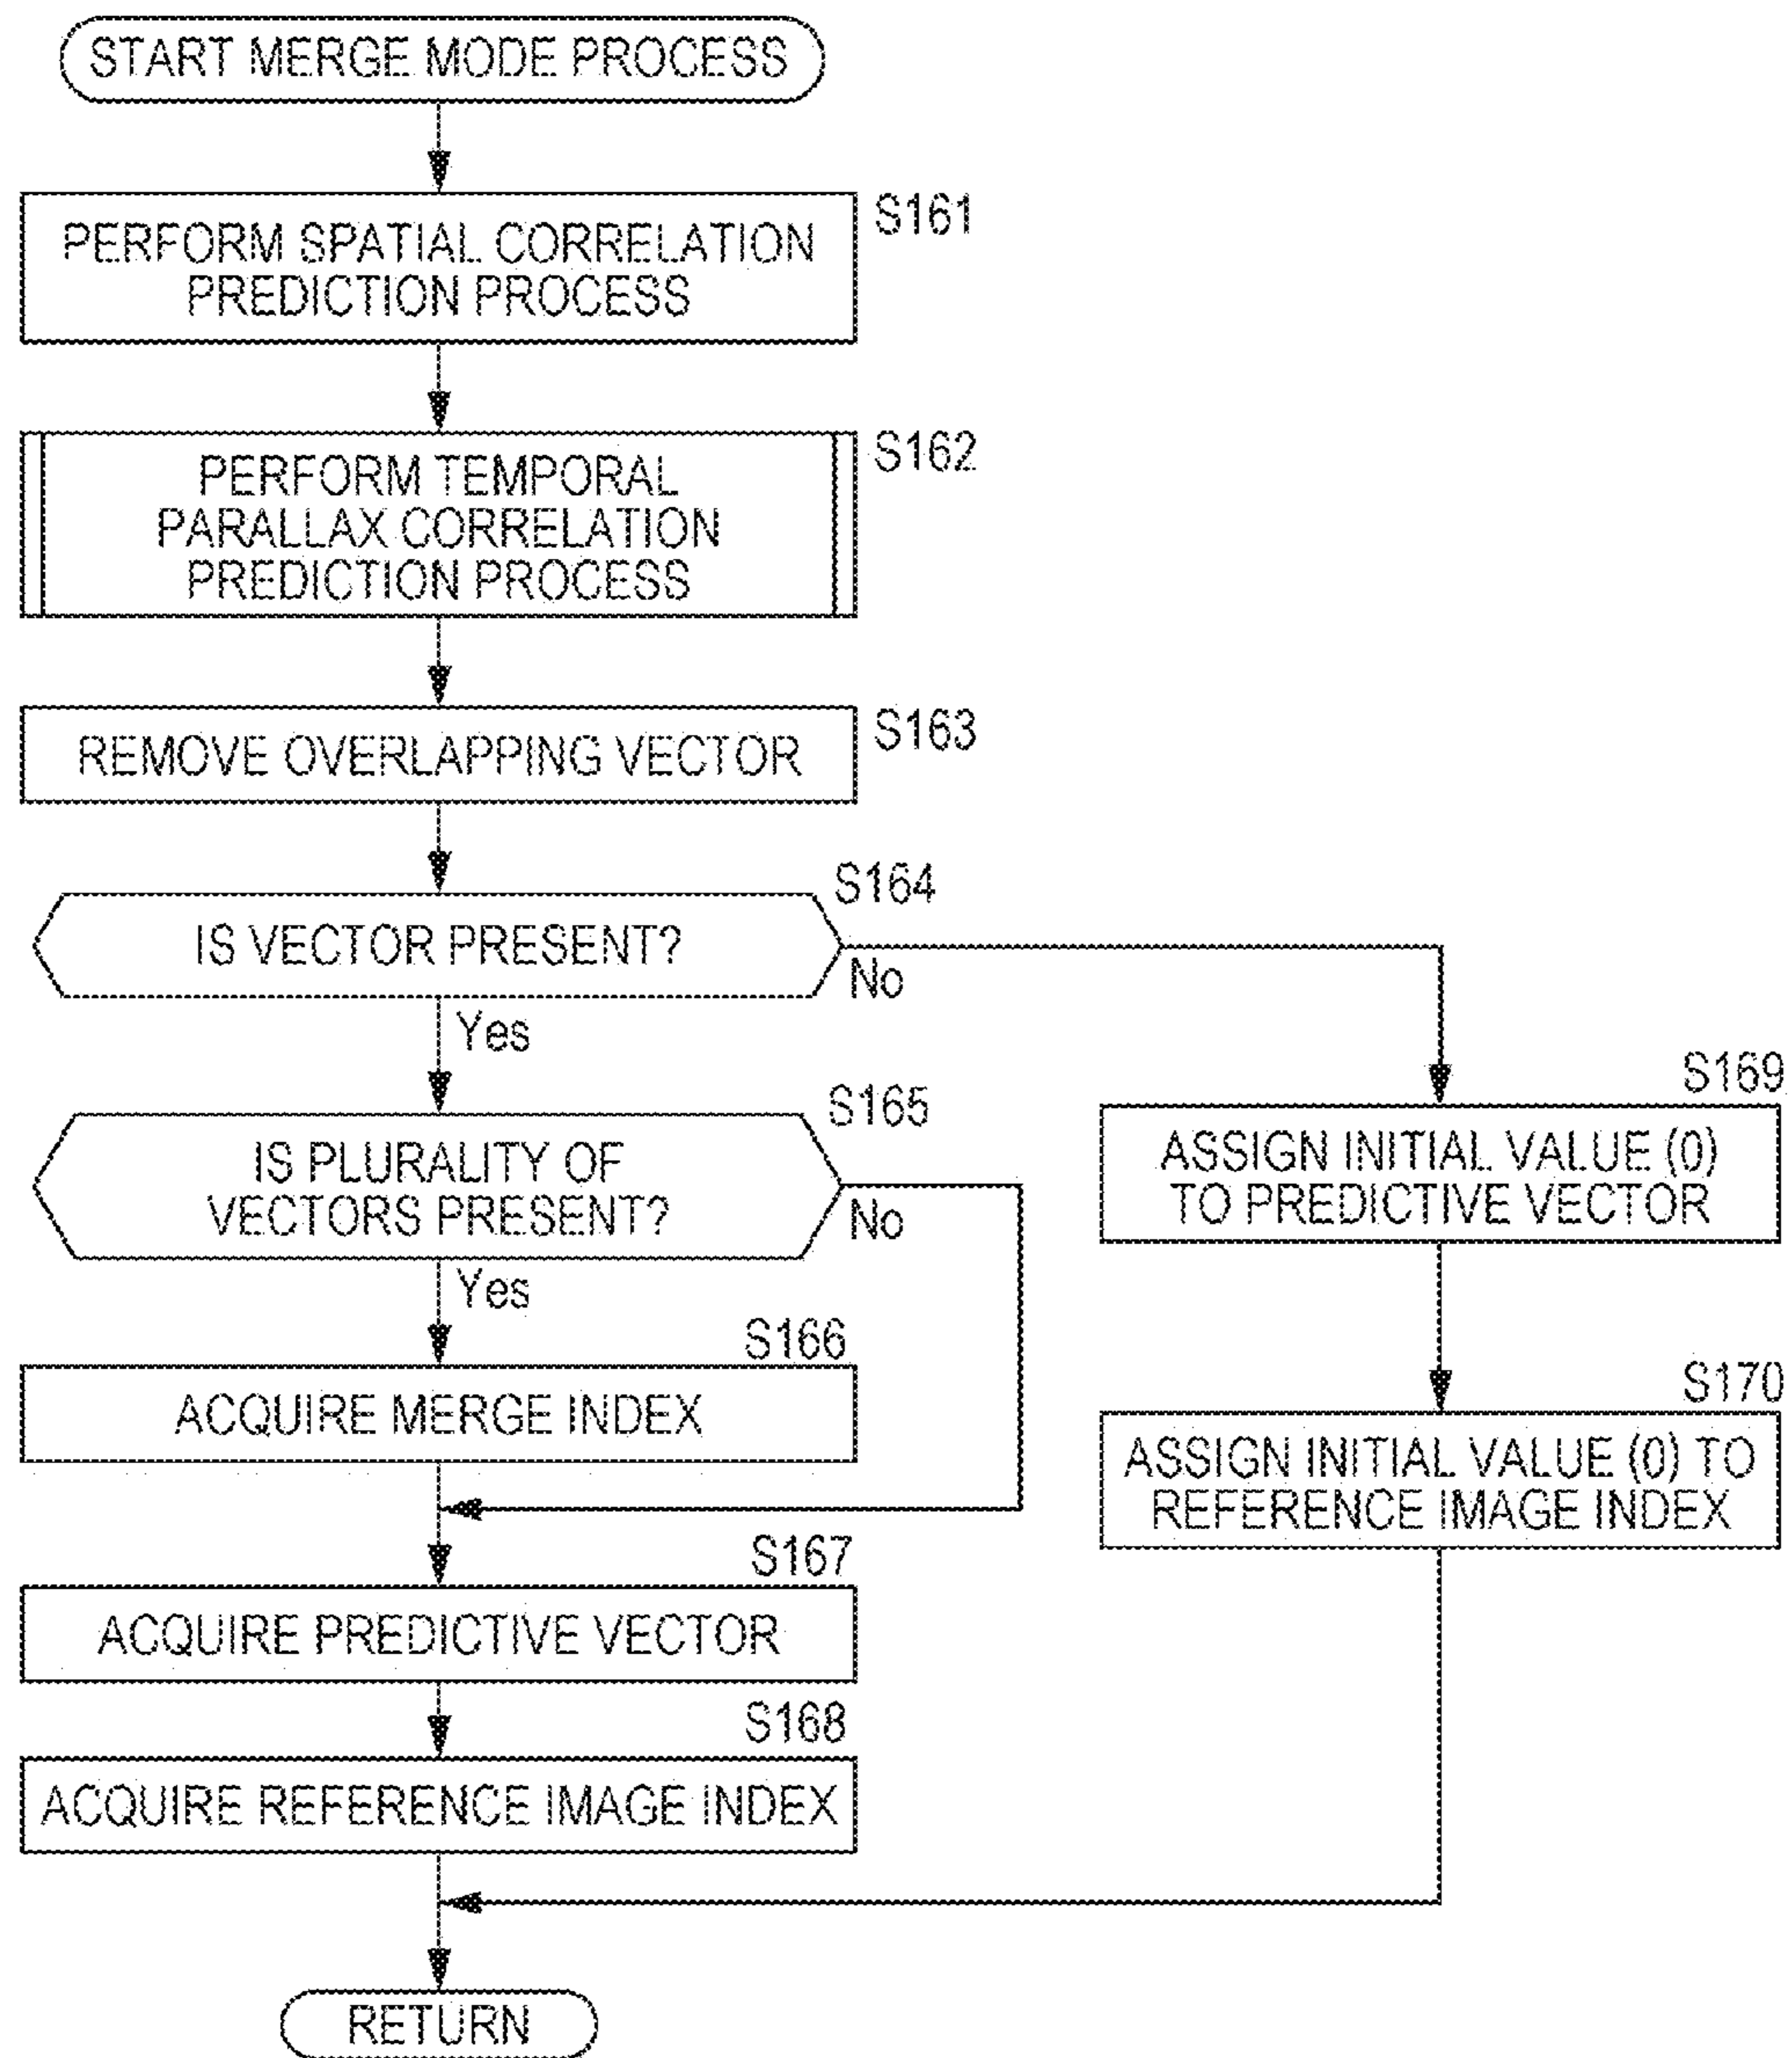 START MERGE MODE PROCESS
S161
PERFORM SPATIAL CORRELATION
PREDICTION PROCESS
S162
PERFORM TEMPORAL
PARALLAX CORRELATION
PREDICTION PROCESS
S163
REMOVE OVERLAPPING VECTOR
S164
IS VECTOR PRESENT?
No
Yes
S165
IS PLURALITY OF
VECTORS PRESENT?
No
Yes
S166
ACQUIRE MERGE INDEX
S167
ACQUIRE PREDICTIVE VECTOR
S168
ACQUIRE REFERENCE IMAGE INDEX
S169
ASSIGN INITIAL VALUE (0)
TO PREDICTIVE VECTOR
S170
ASSIGN INITIAL VALUE (0) TO
REFERENCE IMAGE INDEX
RETURN